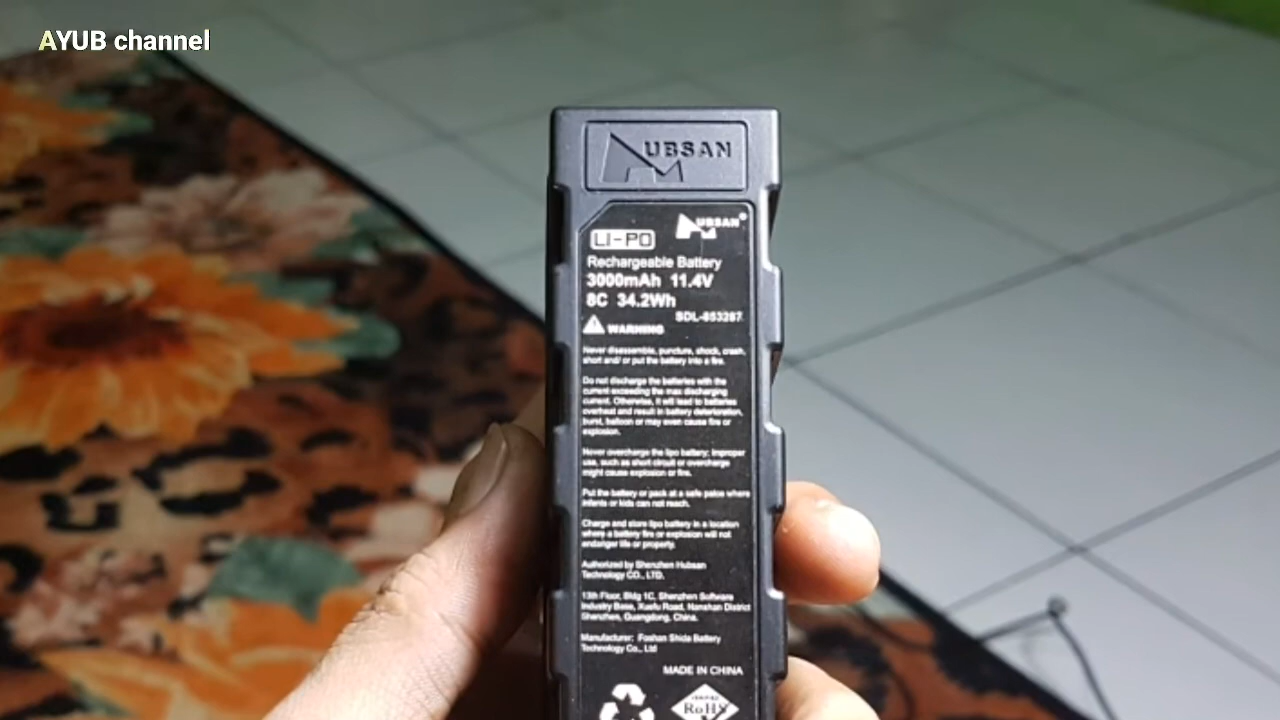 AYUB channel
UBSAN
UBSAN®
LI-PO
Rechargeable Battery
3000mAh 11.4V
8C 34.2Wh
SDL-853287
WARNING
Never disassemble, puncture, shock, crash,
short and/ or put the battery into a fire.
Do not discharge the batteries with the
current exceeding the max discharging
current. Otherwise, it will lead to batteries
overheat and result in battery deterioration,
burst, balloon or may even cause fire or
explosion.
Never overcharge the lipo battery; Improper
use, such as short circuit or overcharge
might cause explosion or fire.
Put the battery or pack at a safe palce where
infants or kids can not reach.
Charge and store lipo battery in a location
where a battery fire or explosion will not
endanger life or property.
Authorized by Shenzhen Hubsan
Technology CO., LTD.
13th Floor, Bldg 1C, Shenzhen Software
Industry Base, Xuefu Road, Nanshan District
Shenzhen, Guangdong, China.
Manufacturer: Foshan Shida Battery
Technology Co., Ltd
MADE IN CHINA
RoHS